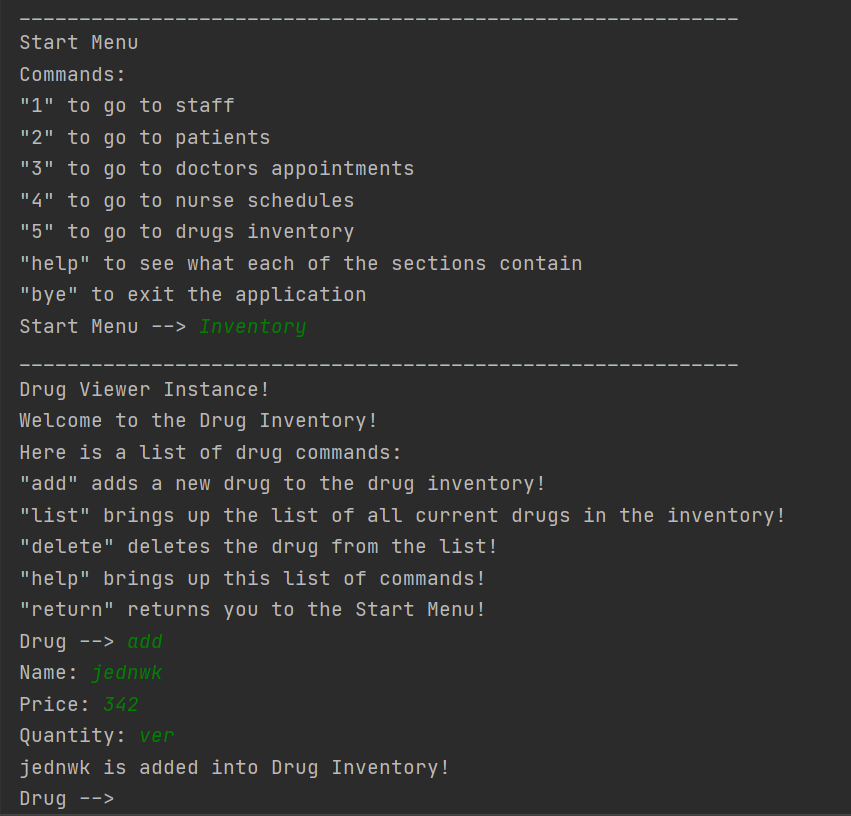 ____________________________________________________________
Start Menu
Commands:
"1" to go to staff
"2" to go to patients
"3" to go to doctors appointments
"4" to go to nurse schedules
"5" to go to drugs inventory
"help" to see what each of the sections contain
"bye" to exit the application
Start Menu --> Inventory
____________________________________________________________
Drug Viewer Instance!
Welcome to the Drug Inventory!
Here is a list of drug commands:
"add" adds a new drug to the drug inventory!
"list" brings up the list of all current drugs in the inventory!
"delete" deletes the drug from the list!
"help" brings up this list of commands!
"return" returns you to the Start Menu!
Drug --> add
Name: jednwk
Price: 342
Quantity: ver
jednwk is added into Drug Inventory!
Drug -->